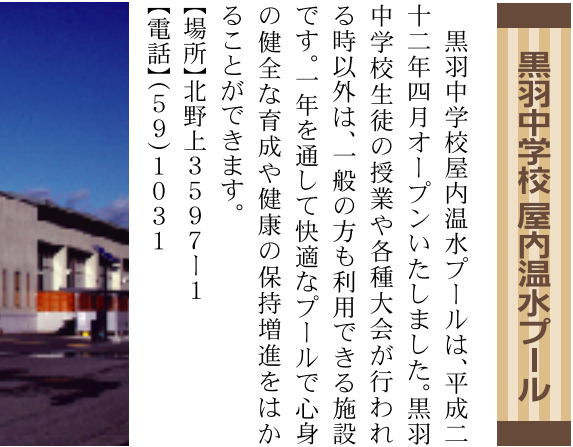 黒羽中学校 屋内温水プール
黒羽中学校屋内温水プールは、平成二
十二年四月オープンいたしました。黒羽
中学校生徒の授業や各種大会が行われ
る時以外は、一般の方も利用できる施設
です。一年を通して快適なプールで心身
の健全な育成や健康の保持増進をはか
ることができます。
【場所】北野上３５９７ー１
【電話】（５９）１０３１